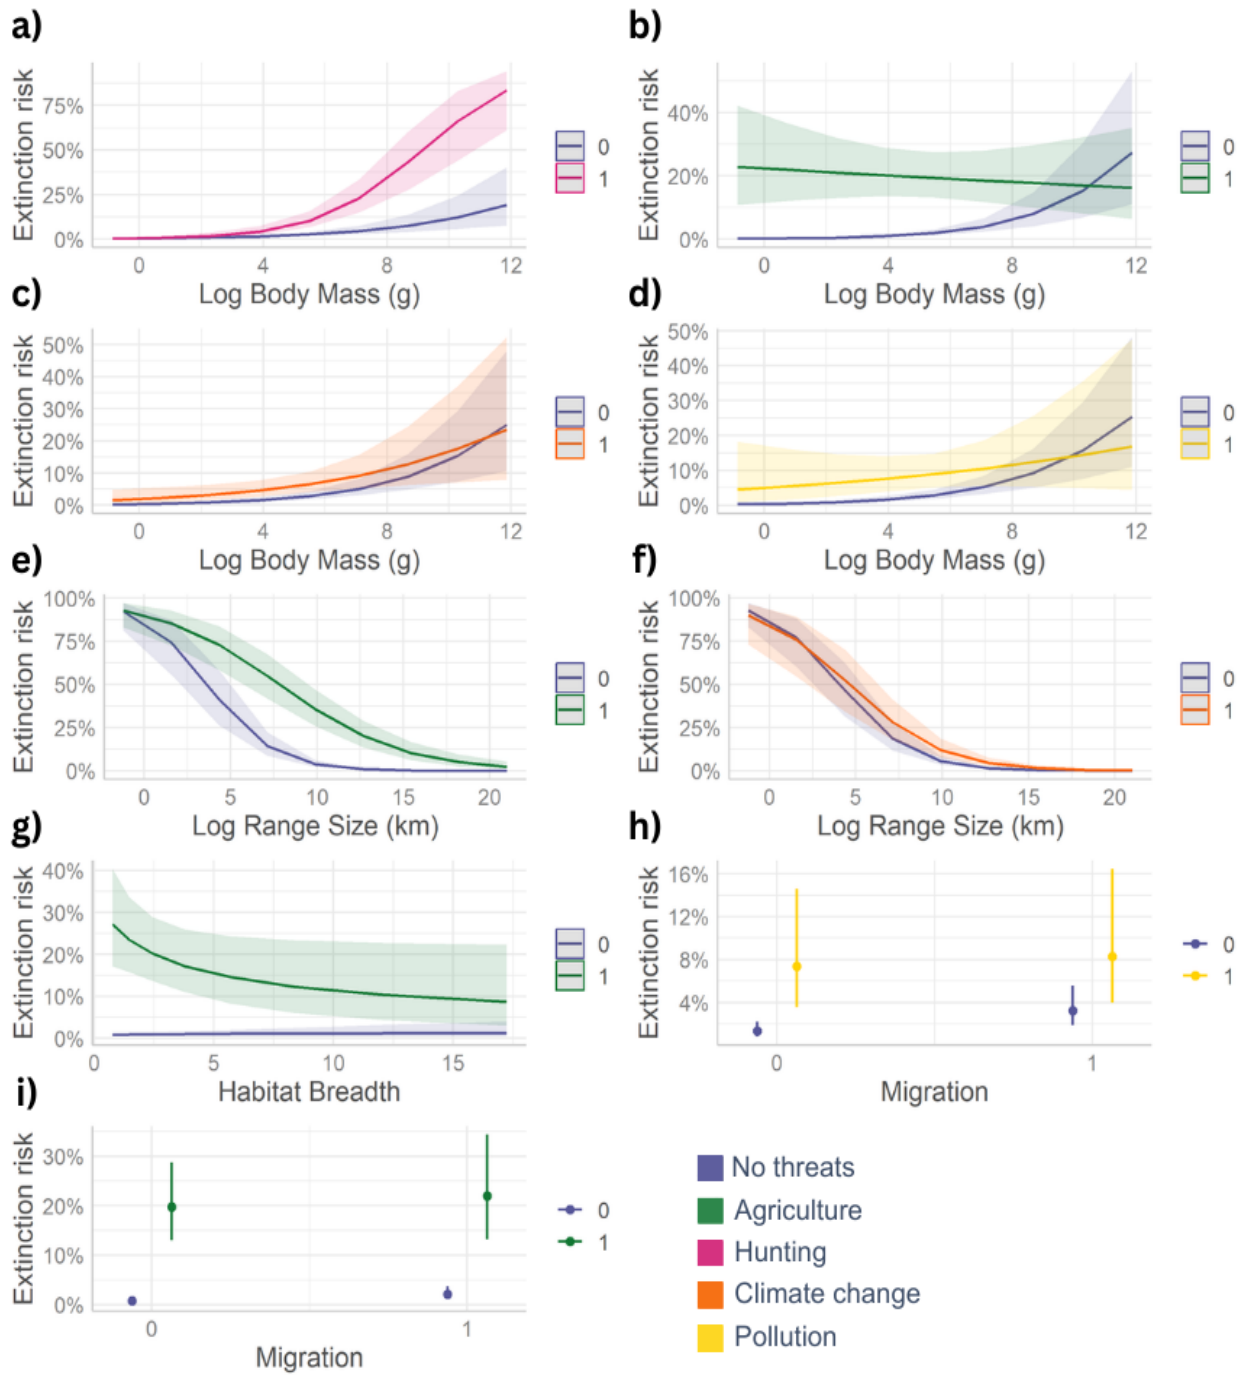 a)
Extinction risk
75%
50%
25%
0%
0 4 8 12
Log Body Mass (g)
0
1
b)
Extinction risk
40%
20%
0%
0 4 8 12
Log Body Mass (g)
0
1
c)
Extinction risk
50%
40%
30%
20%
10%
0%
0 4 8 12
Log Body Mass (g)
0
1
d)
Extinction risk
50%
40%
30%
20%
10%
0%
0 4 8 12
Log Body Mass (g)
0
1
e)
Extinction risk
100%
75%
50%
25%
0%
0 5 10 15 20
Log Range Size (km)
0
1
f)
Extinction risk
100%
75%
50%
25%
0%
0 5 10 15 20
Log Range Size (km)
0
1
g)
Extinction risk
40%
30%
20%
10%
0%
0 5 10 15
Habitat Breadth
0
1
h)
Extinction risk
16%
12%
8%
4%
0 1
Migration
0
1
i)
Extinction risk
30%
20%
10%
0%
0 1
Migration
0
1
No threats
Agriculture
Hunting
Climate change
Pollution